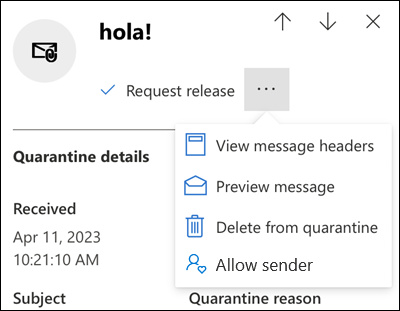 hola!
Request release
View message headers
Preview message
Delete from quarantine
Allow sender
Quarantine details
Received
Apr 11, 2023
10:21:10 AM
Subject
Quarantine reason